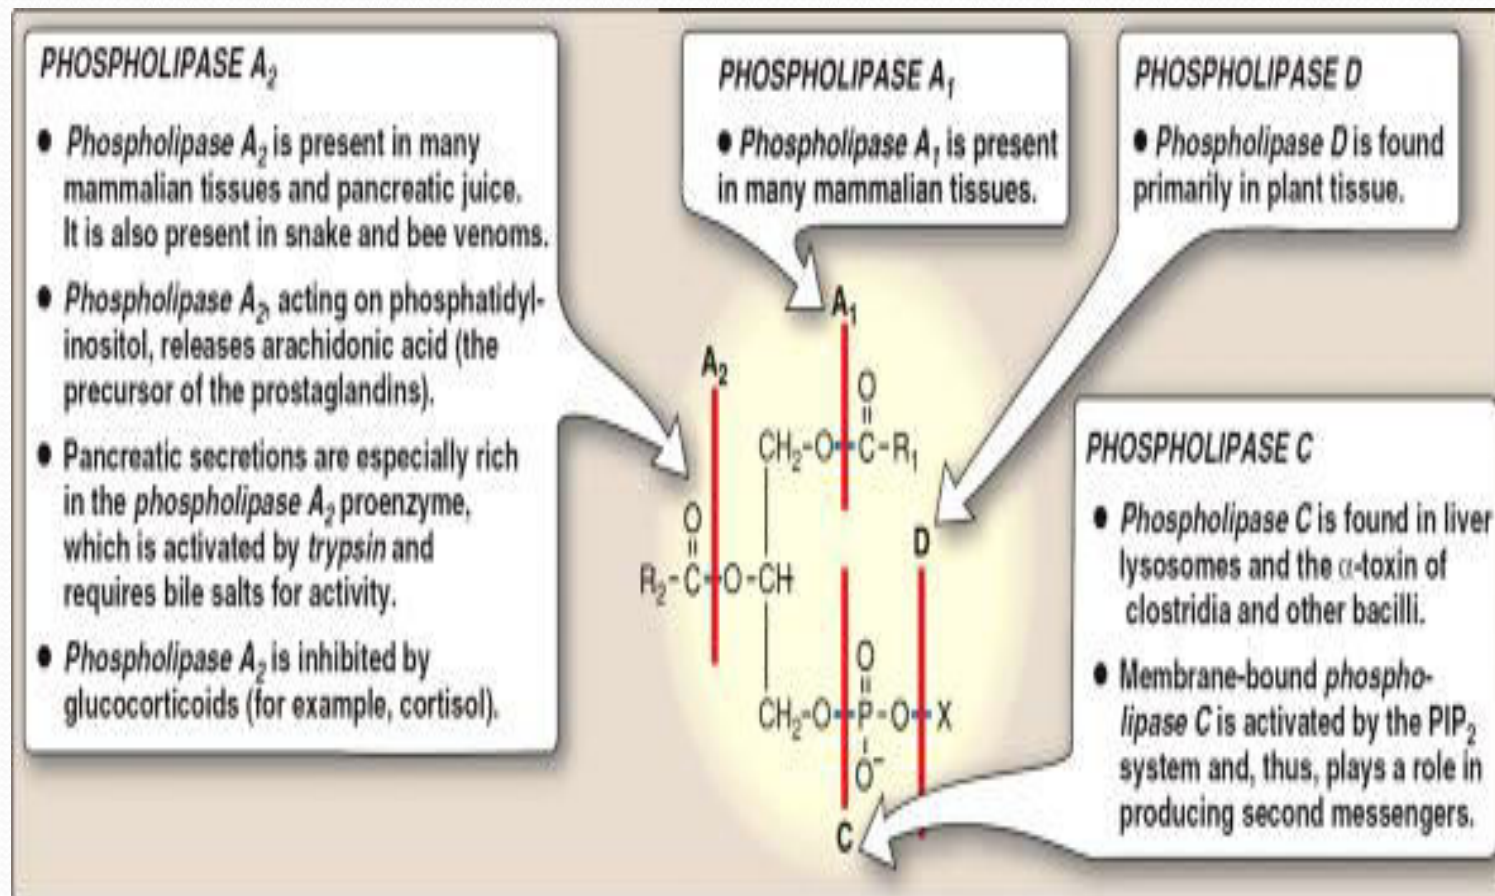 PHOSPHOLIPASE A₂
● Phospholipase A₂ is present in many
mammalian tissues and pancreatic juice.
It is also present in snake and bee venoms.
● Phospholipase A₂, acting on phosphatidyl-
inositol, releases arachidonic acid (the
precursor of the prostaglandins).
● Pancreatic secretions are especially rich
in the phospholipase A₂ proenzyme,
which is activated by trypsin and
requires bile salts for activity.
● Phospholipase A₂ is inhibited by
glucocorticoids (for example, cortisol).
PHOSPHOLIPASE A₁
● Phospholipase A₁ is present
in many mammalian tissues.
PHOSPHOLIPASE D
● Phospholipase D is found
primarily in plant tissue.
A₁
A₂
O
CH₂-O-C-R₁
D
O
R₂-C-O-CH
O
CH₂-O-P-O-X
O⁻
C
PHOSPHOLIPASE C
● Phospholipase C is found in liver
lysosomes and the α-toxin of
clostridia and other bacilli.
● Membrane-bound phospho-
lipase C is activated by the PIP₂
system and, thus, plays a role in
producing second messengers.